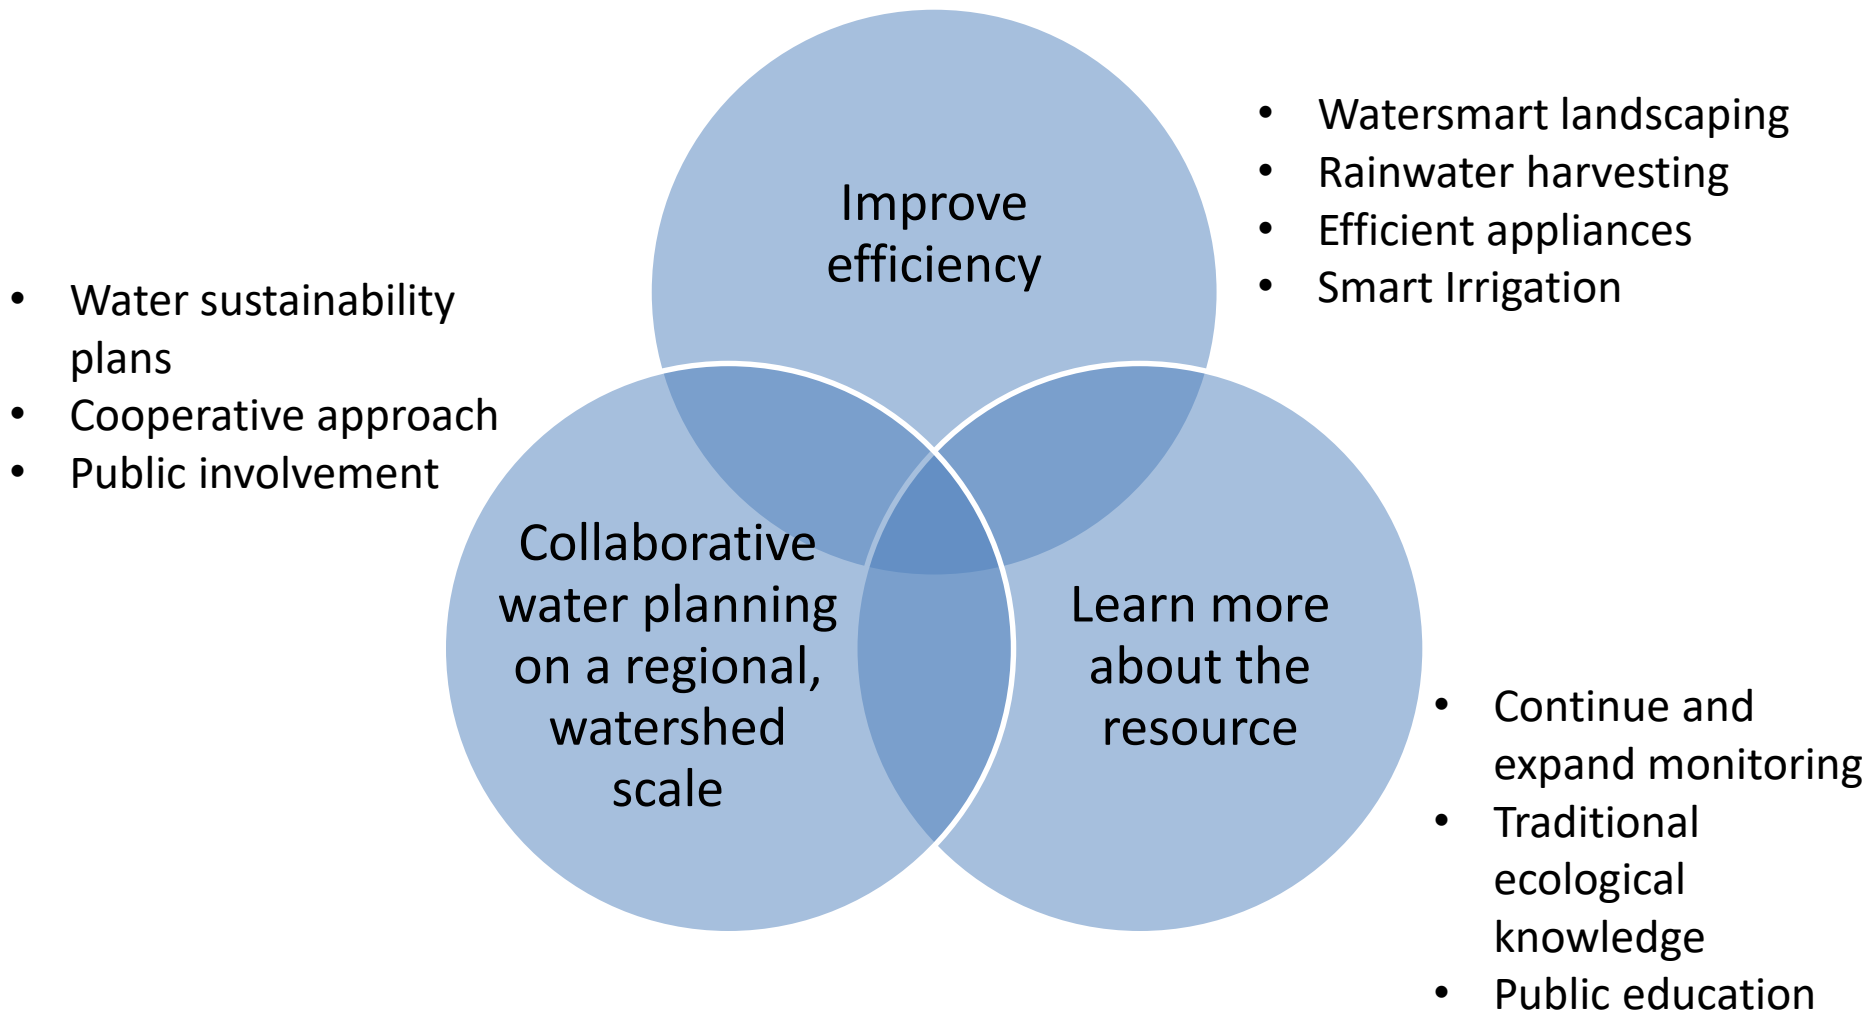 Improve
efficiency
• Watersmart landscaping
• Rainwater harvesting
• Efficient appliances
• Smart Irrigation
• Water sustainability
plans
• Cooperative approach
• Public involvement
Collaborative
water planning
on a regional,
watershed
scale
Learn more
about the
resource
• Continue and
expand monitoring
• Traditional
ecological
knowledge
• Public education